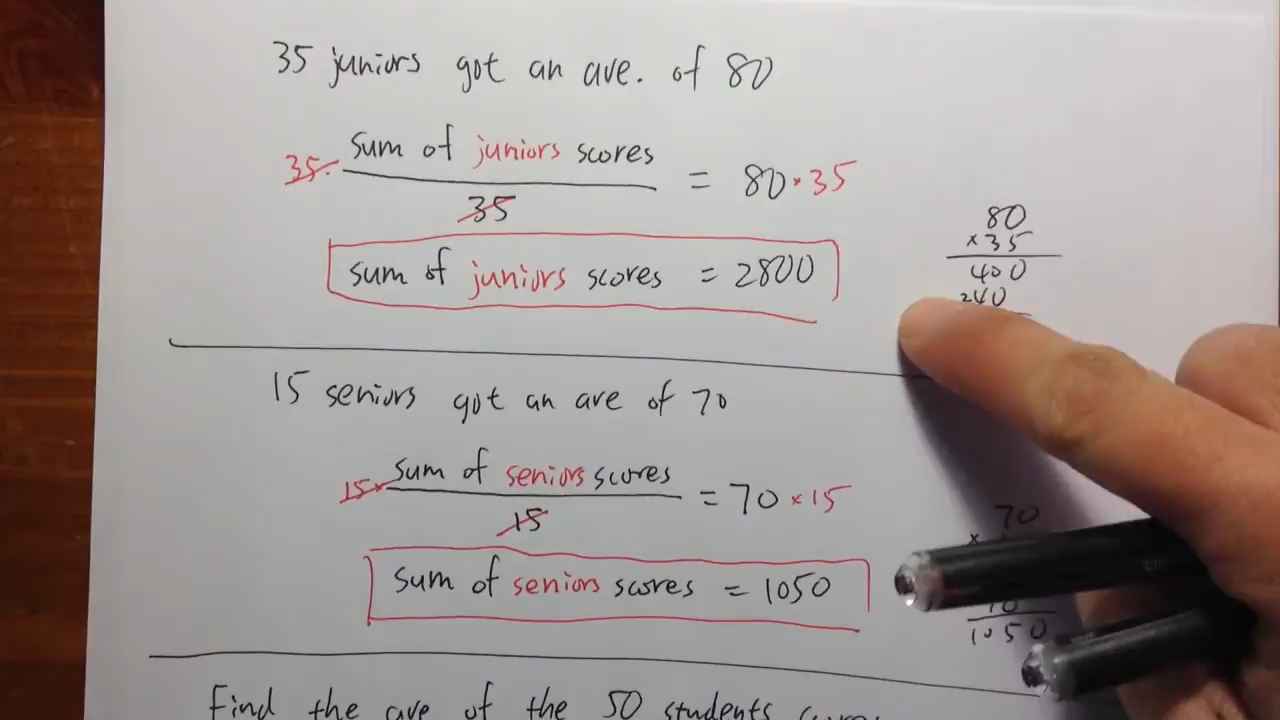 35 juniors got an ave. of 80
35· sum of juniors scores
35
= 80 · 35
sum of juniors scores = 2800
80
×35
400
240
15 seniors got an ave of 70
15× sum of seniors scores
15
= 70 × 15
sum of seniors scores = 1050
70
×
1050
Find the ave of the 50 students